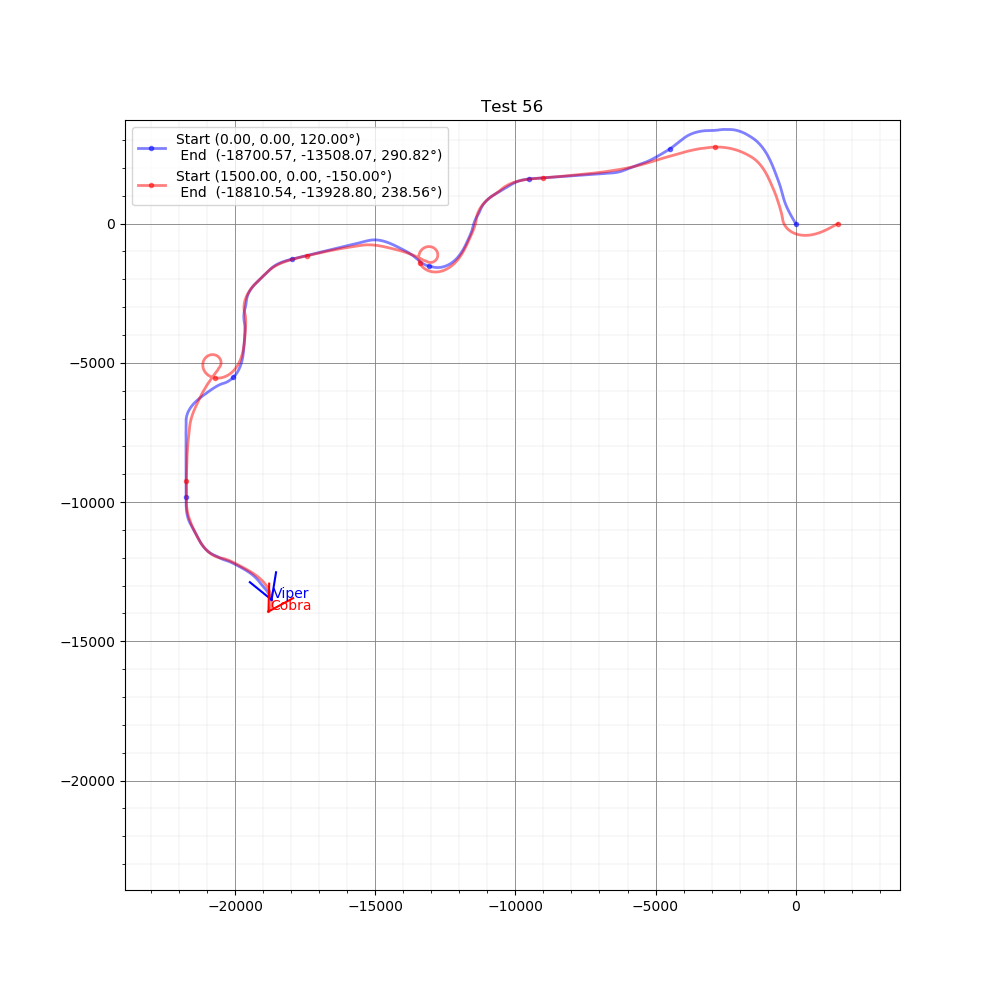 Test 56
Start (0.00, 0.00, 120.00°)
End (-18700.57, -13508.07, 290.82°)
Start (1500.00, 0.00, -150.00°)
End (-18810.54, -13928.80, 238.56°)
0
−5000
−10000
−15000
−20000
Viper
Cobra
−20000 −15000 −10000 −5000 0